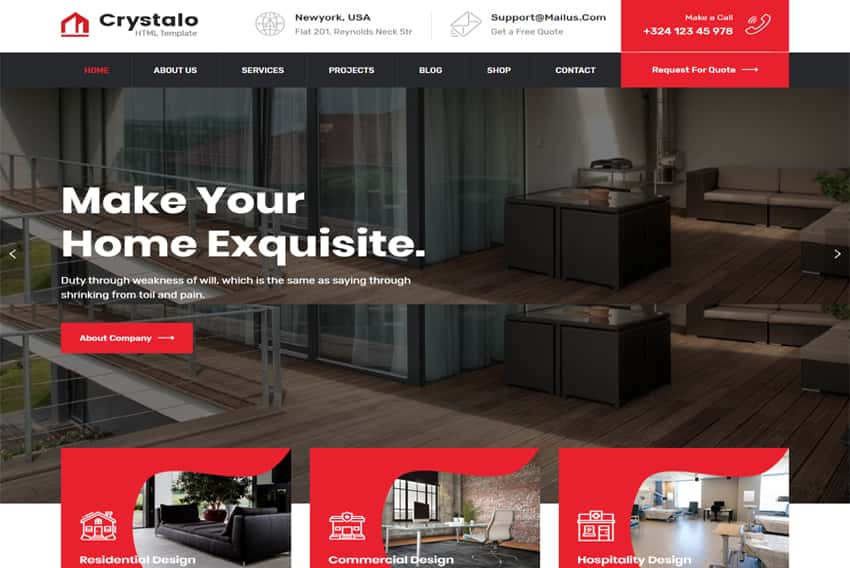 Crystalo
HTML Template
Newyork, USA
Flat 201, Reynolds Neck Str
Support@Mailus.Com
Get a Free Quote
Make a Call
+324 123 45 978
HOME
ABOUT US
SERVICES
PROJECTS
BLOG
SHOP
CONTACT
Request For Quote
Make Your
Home Exquisite.
Duty through weakness of will, which is the same as saying through
shrinking from toil and pain.
About Company
Residential Design
Commercial Design
Hospitality Design